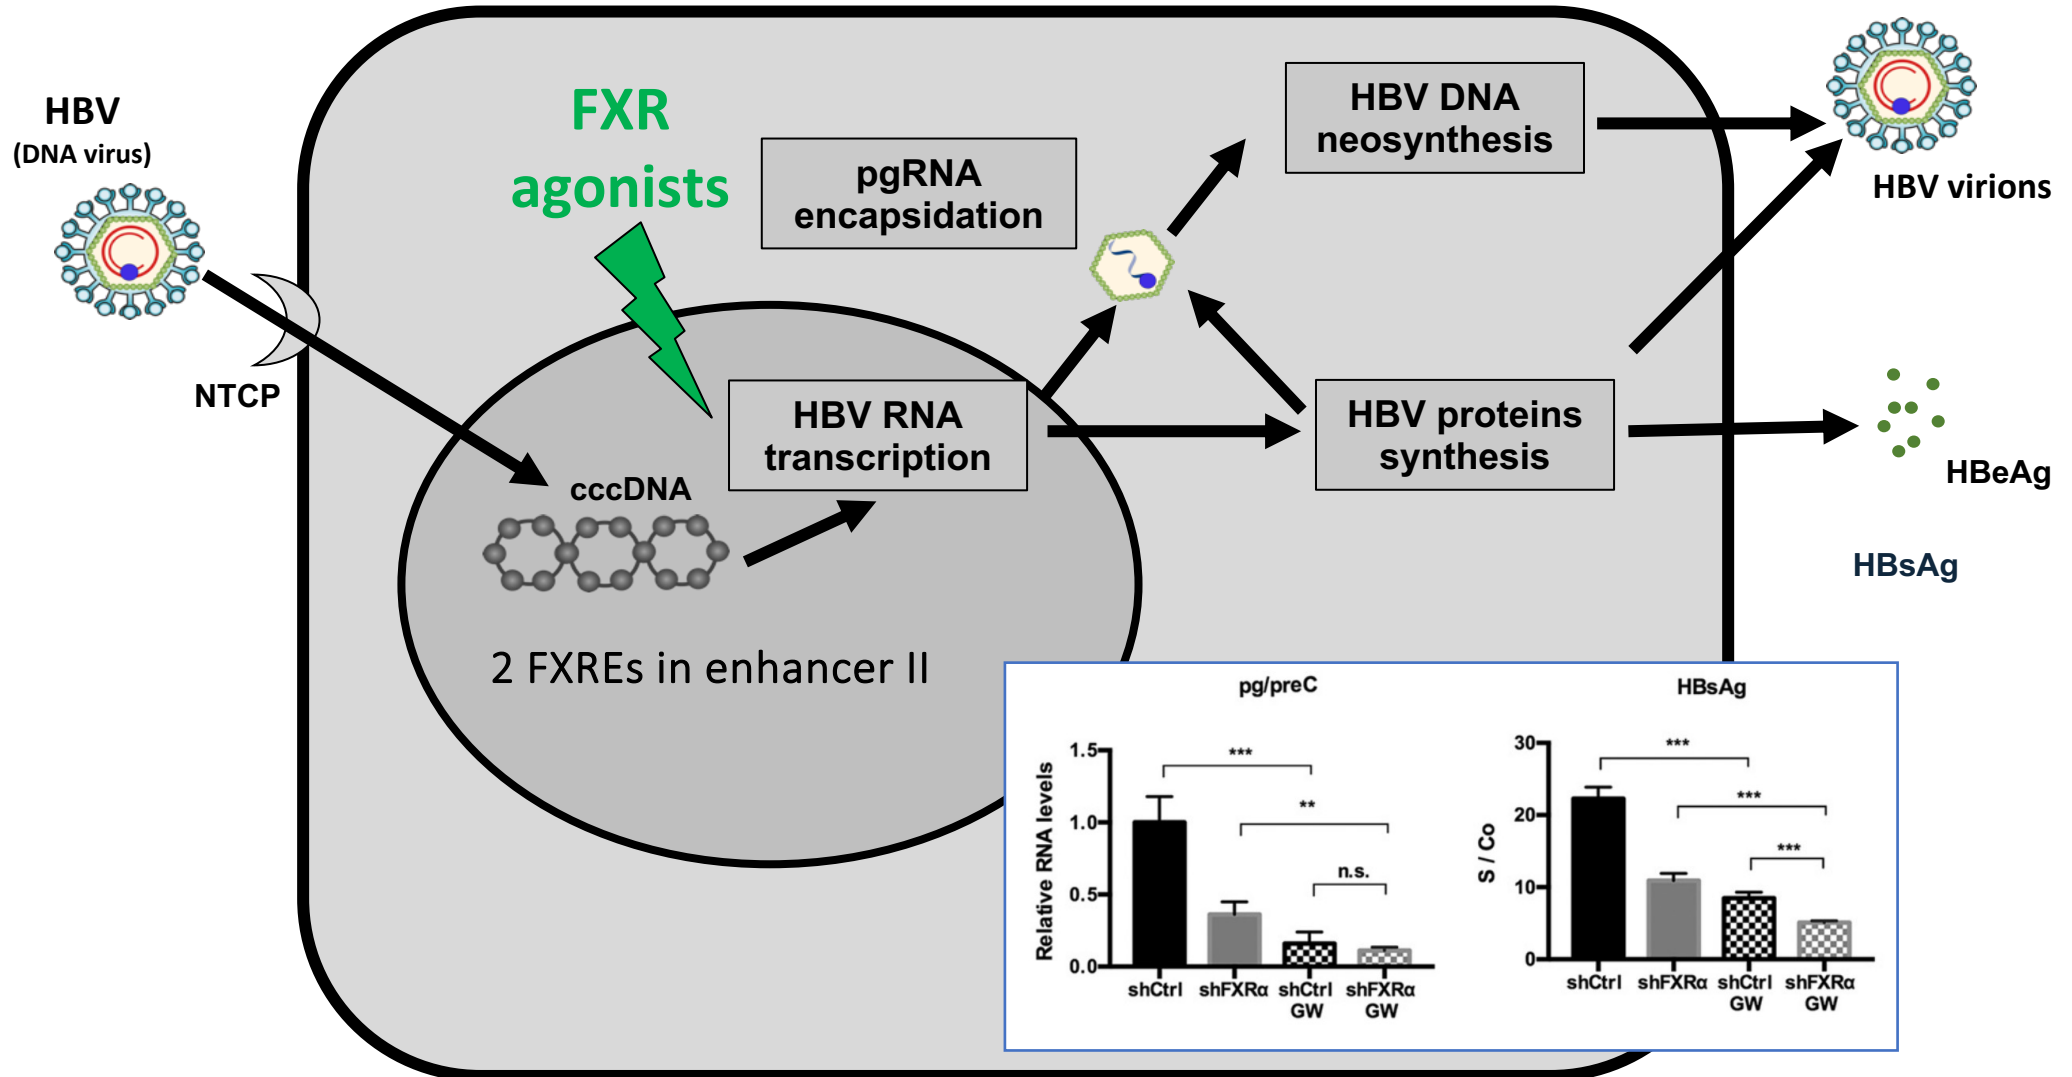 HBV
(DNA virus)
NTCP
FXR
agonists
pgRNA
encapsidation
HBV DNA
neosynthesis
HBV virions
HBV RNA
transcription
HBV proteins
synthesis
cccDNA
HBeAg
HBsAg
2 FXREs in enhancer II
pg/preC
Relative RNA levels
1.5
1.0
0.5
0.0
***
**
n.s.
shCtrl shFXRα shCtrl shFXRα
GW GW
HBsAg
S / Co
30
20
10
0
***
***
***
shCtrl shFXRα shCtrl shFXRα
GW GW